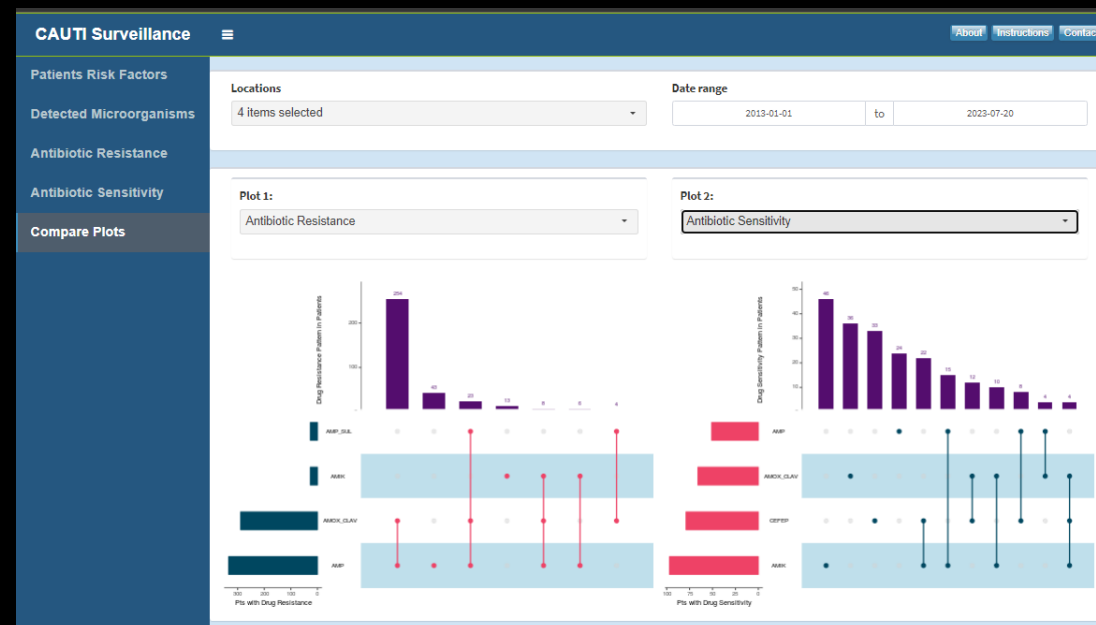 CAUTI Surveillance
About Instructions Contac
Patients Risk Factors
Detected Microorganisms
Antibiotic Resistance
Antibiotic Sensitivity
Compare Plots
Locations
4 items selected
Date range
2013-01-01 to 2023-07-20
Plot 1:
Antibiotic Resistance
Plot 2:
Antibiotic Sensitivity
Drug Resistance Pattern in Patients
200
100
254
20
13
8
6
4
AMP_SUL
AMIK
AMOX_CLAV
AMP
300 200 100 0
Pts with Drug Resistance
Drug Sensitivity Pattern in Patients
50
40
30
20
10
46
36
33
24
22
15
12
10
8
4
4
AMP
AMOX_CLAV
CEFEP
AMIK
100 75 50 25 0
Pts with Drug Sensitivity